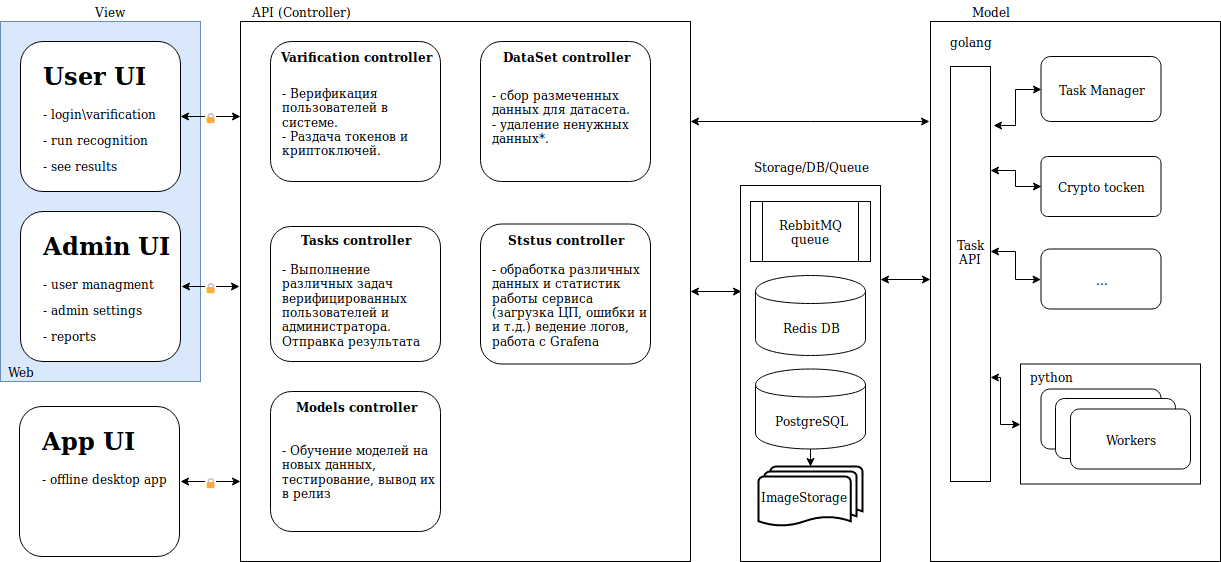 View
User UI
- login\varification
- run recognition
- see results
Admin UI
- user managment
- admin settings
- reports
Web
App UI
- offline desktop app
API (Controller)
Varification controller
- Верификация
пользователей в
системе.
- Раздача токенов и
криптоключей.
DataSet controller
- сбор размеченных
данных для датасета.
- удаление ненужных
данных*.
Tasks controller
- Выполнение
различных задач
верифицированных
пользователей и
администратора.
Отправка результата
Ststus controller
- обработка различных
данных и статистик
работы сервиса
(загрузка ЦП, ошибки и
и т.д.) ведение логов,
работа с Grafena
Models controller
- Обучение моделей на
новых данных,
тестирование, вывод их
в релиз
Storage/DB/Queue
RebbitMQ
queue
Redis DB
PostgreSQL
ImageStorage
Model
golang
Task
API
Task Manager
Crypto tocken
...
python
Workers